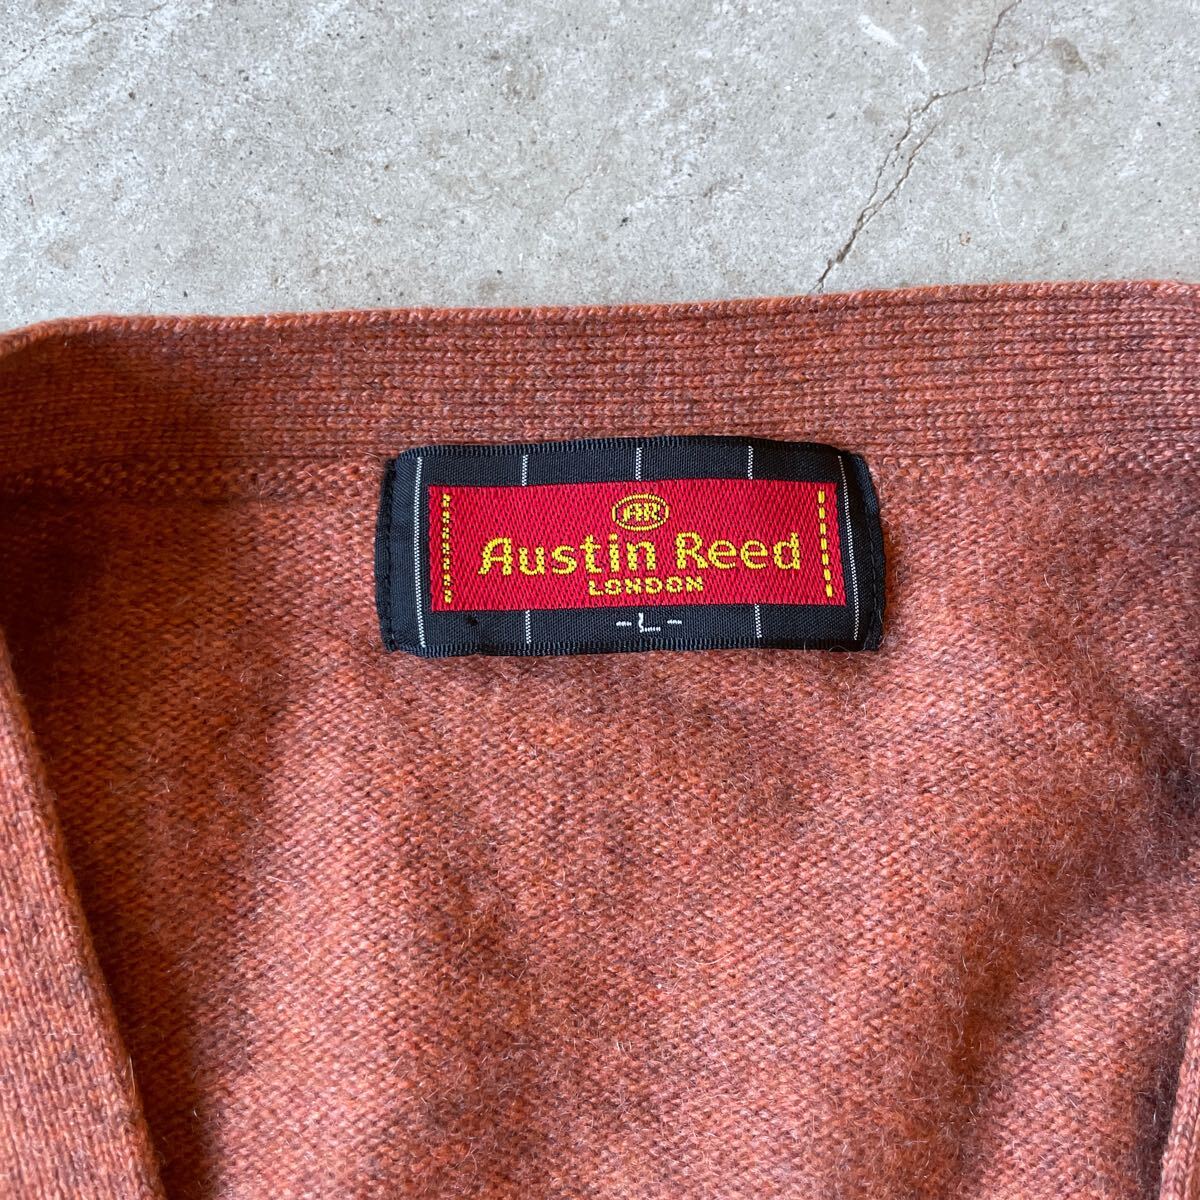 AR
Austin Reed
LONDON
-L-